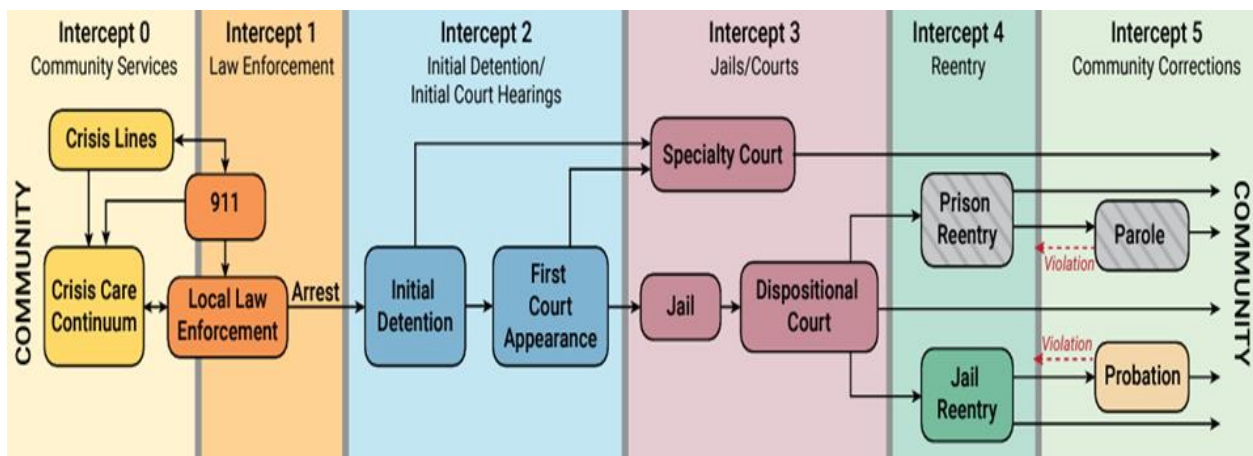 Intercept 0
Community Services
Intercept 1
Law Enforcement
Intercept 2
Initial Detention/
Initial Court Hearings
Intercept 3
Jails/Courts
Intercept 4
Reentry
Intercept 5
Community Corrections
COMMUNITY
Crisis Lines
911
Crisis Care
Continuum
Local Law
Enforcement
Arrest
Initial
Detention
First
Court
Appearance
Specialty Court
Jail
Dispositional
Court
Prison
Reentry
Parole
Violation
Violation
Jail
Reentry
Probation
COMMUNITY